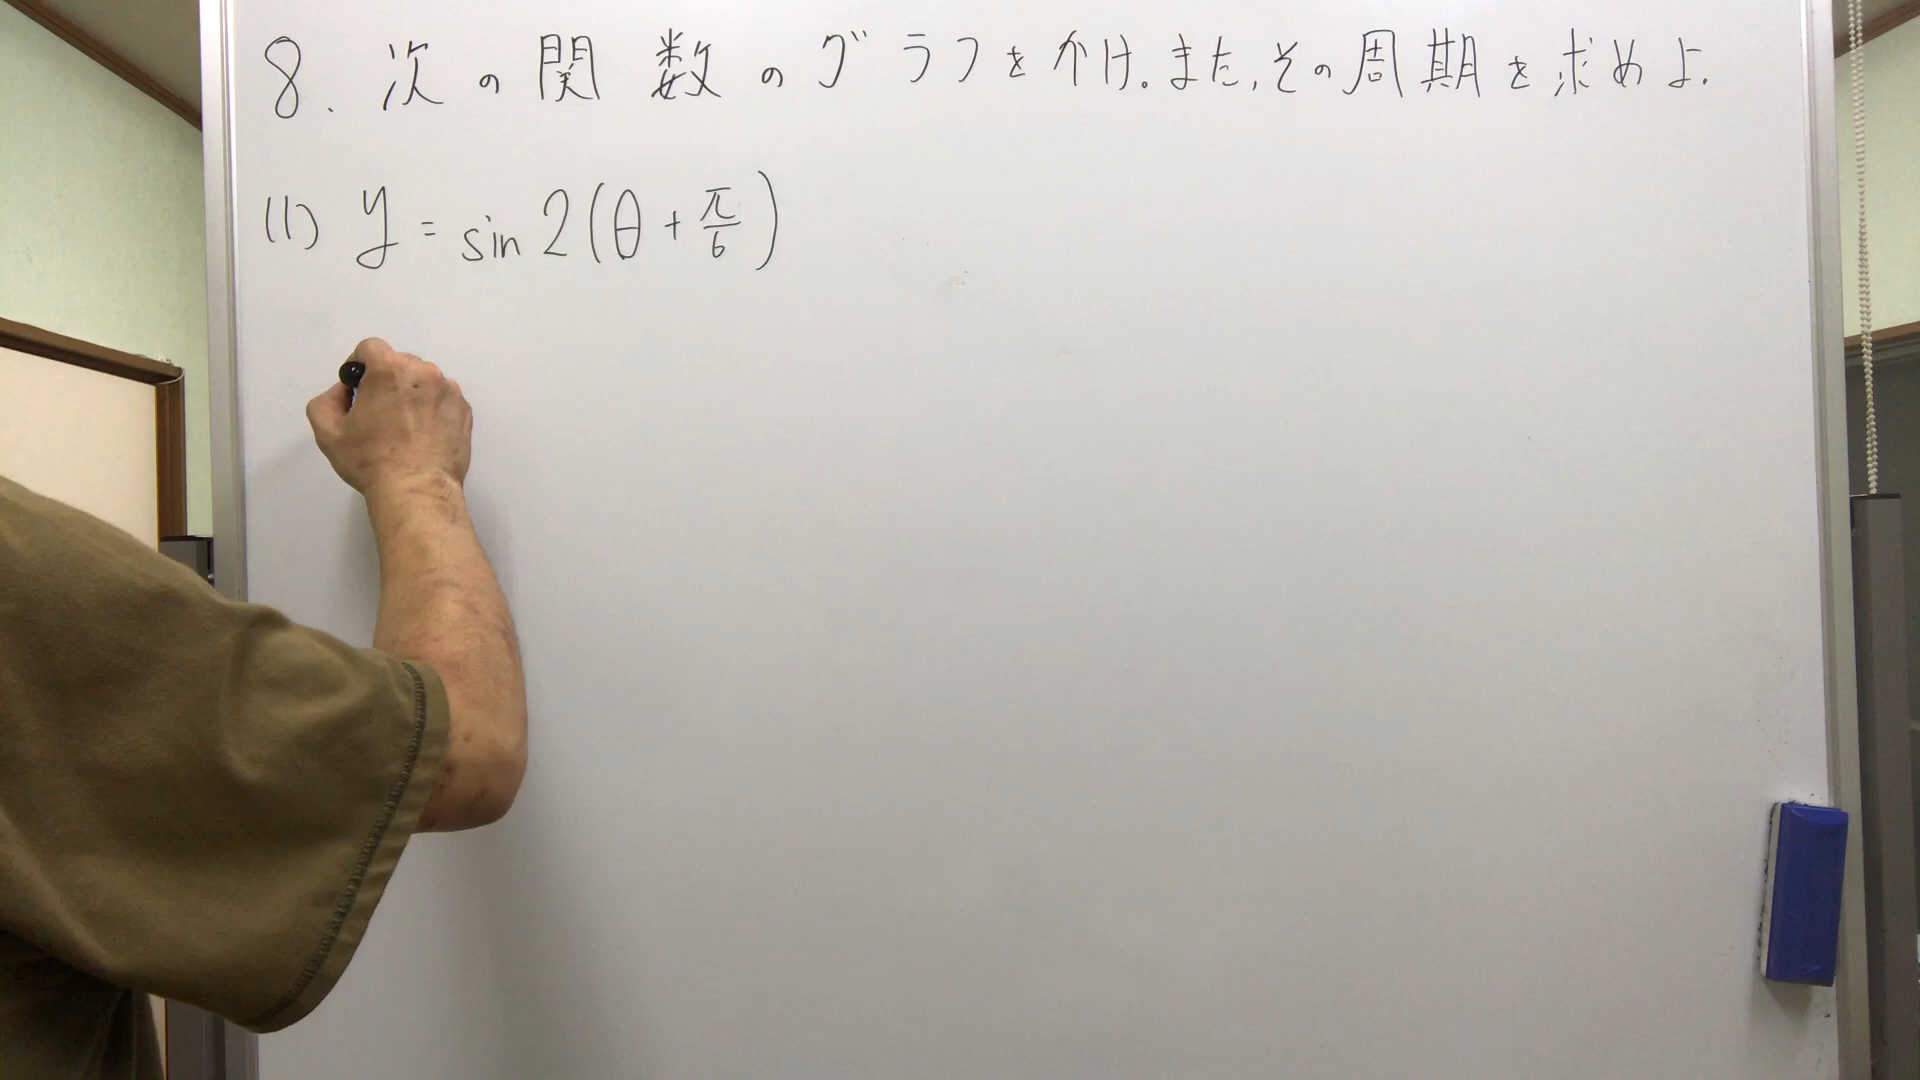 8. 次の関数のグラフをかけ。また,その周期を求めよ.
(1) y = sin 2(θ + π/6)